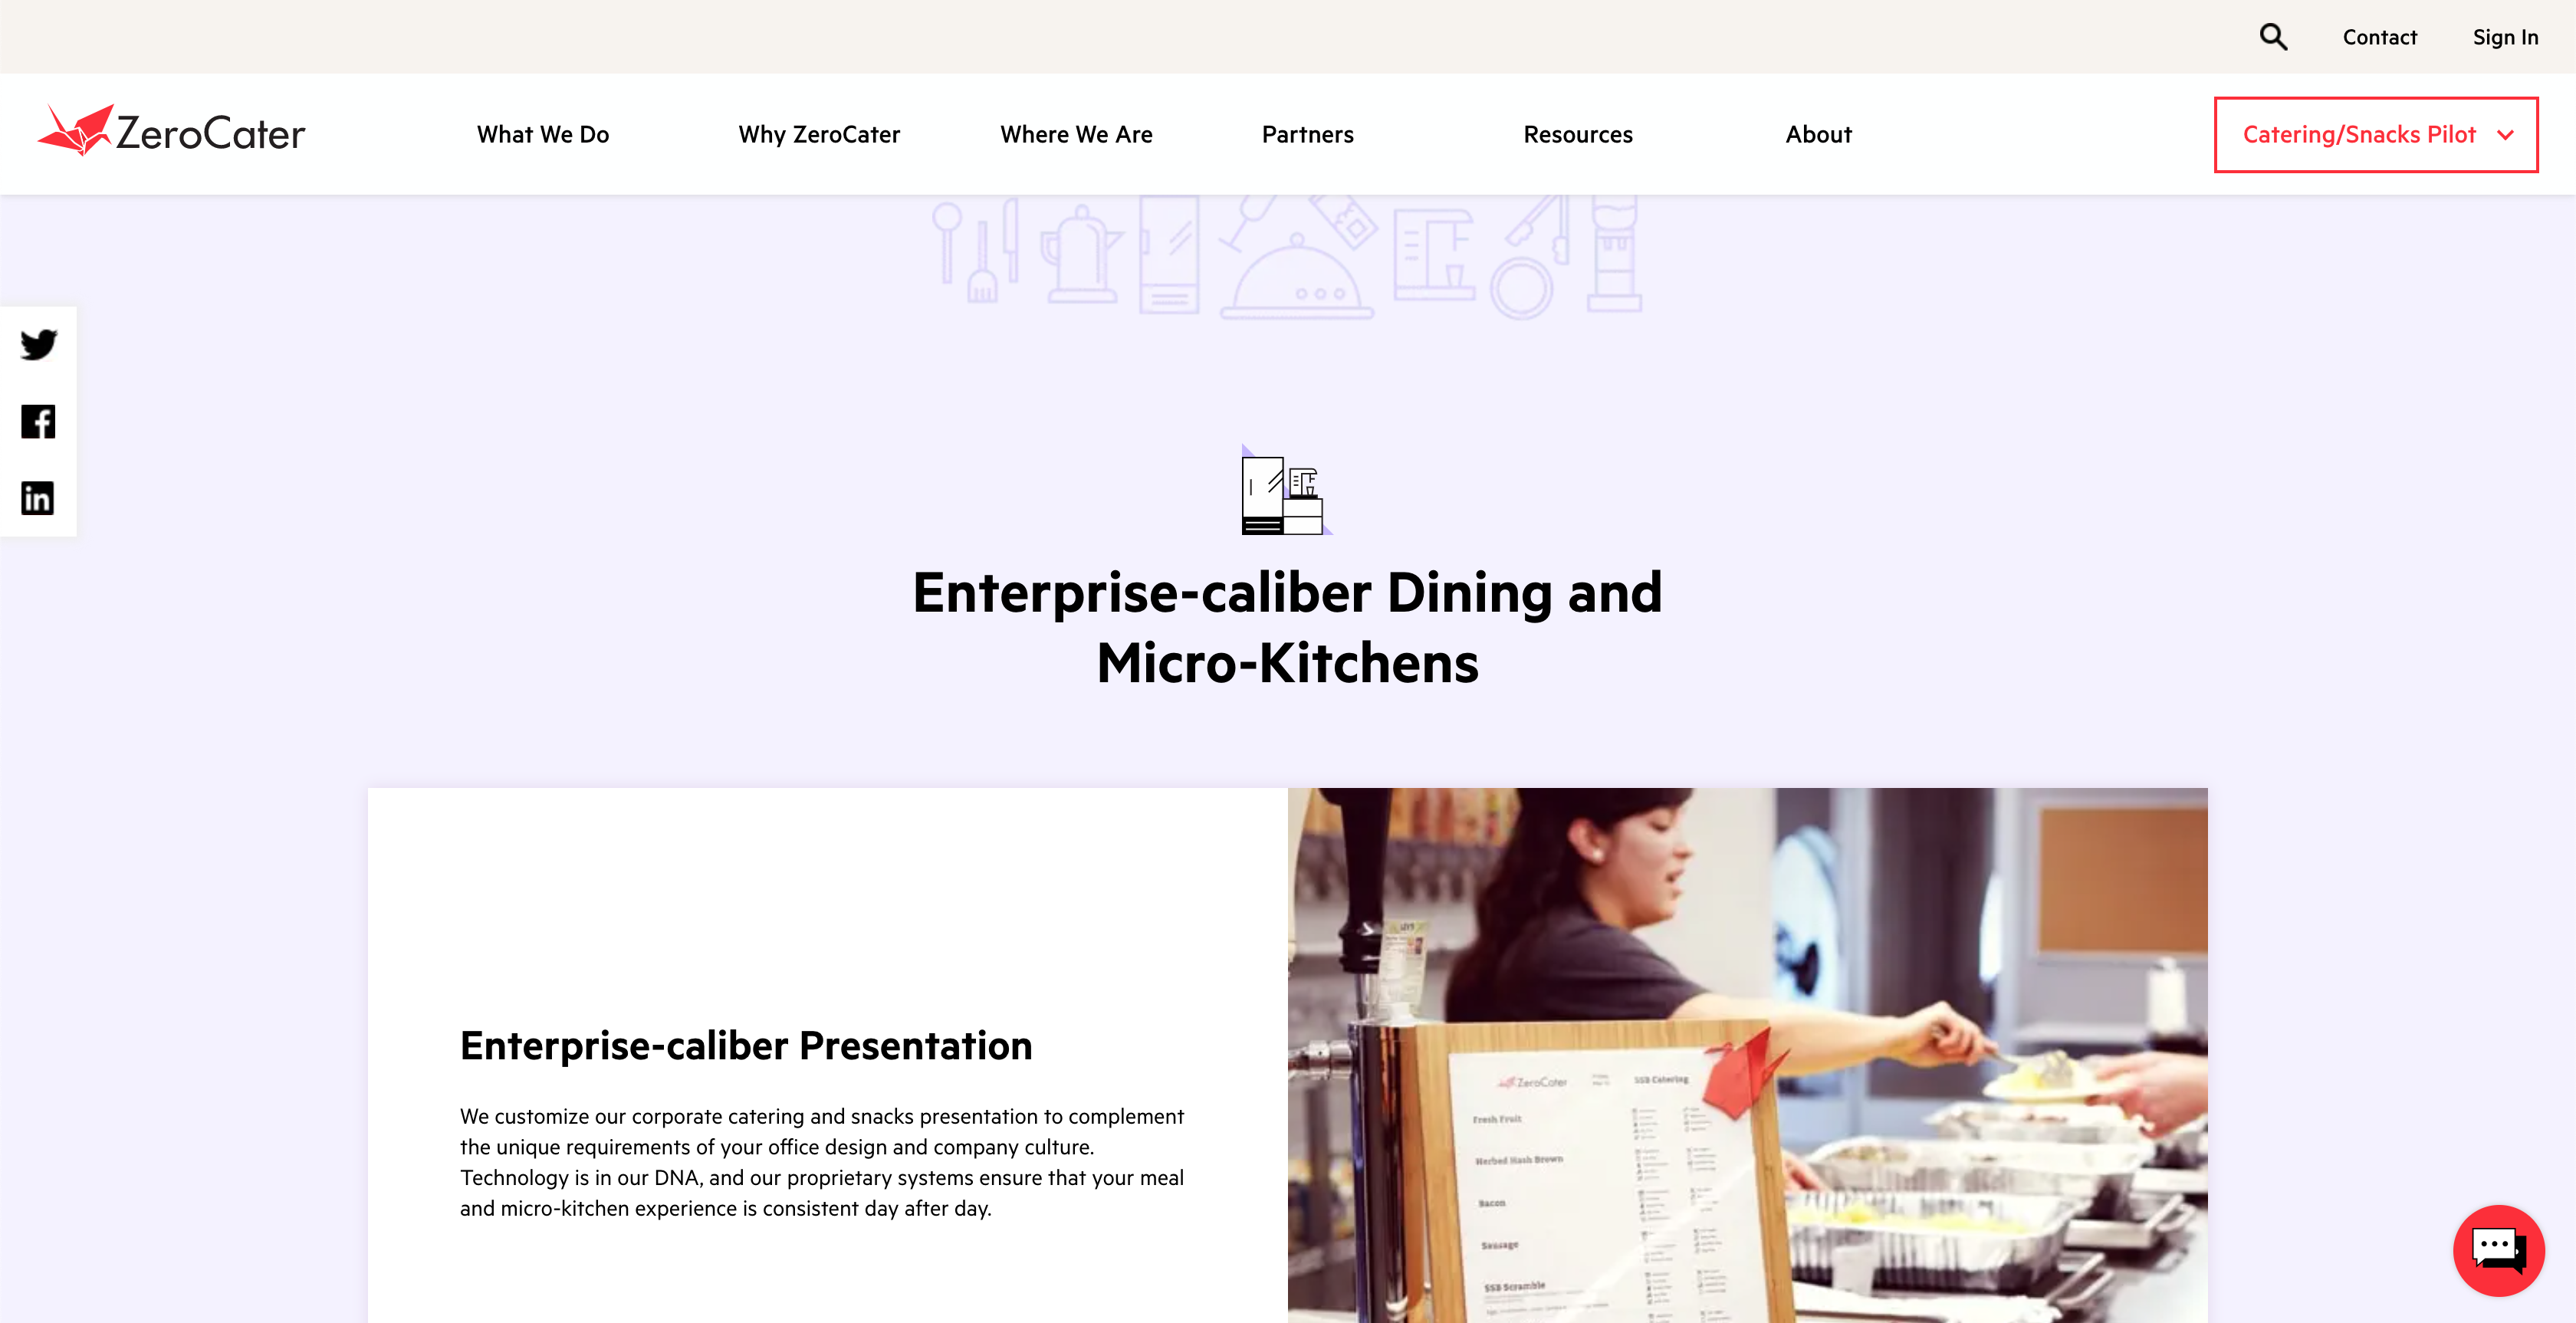 Contact
Sign In
ZeroCater
What We Do
Why ZeroCater
Where We Are
Partners
Resources
About
Catering/Snacks Pilot
Enterprise-caliber Dining and
Micro-Kitchens
Enterprise-caliber Presentation
We customize our corporate catering and snacks presentation to complement
the unique requirements of your office design and company culture.
Technology is in our DNA, and our proprietary systems ensure that your meal
and micro-kitchen experience is consistent day after day.
ZeroCater
SSB Catering
Fresh Fruit
Herbed Hash Brown
Bacon
Sausage
SSB Scramble